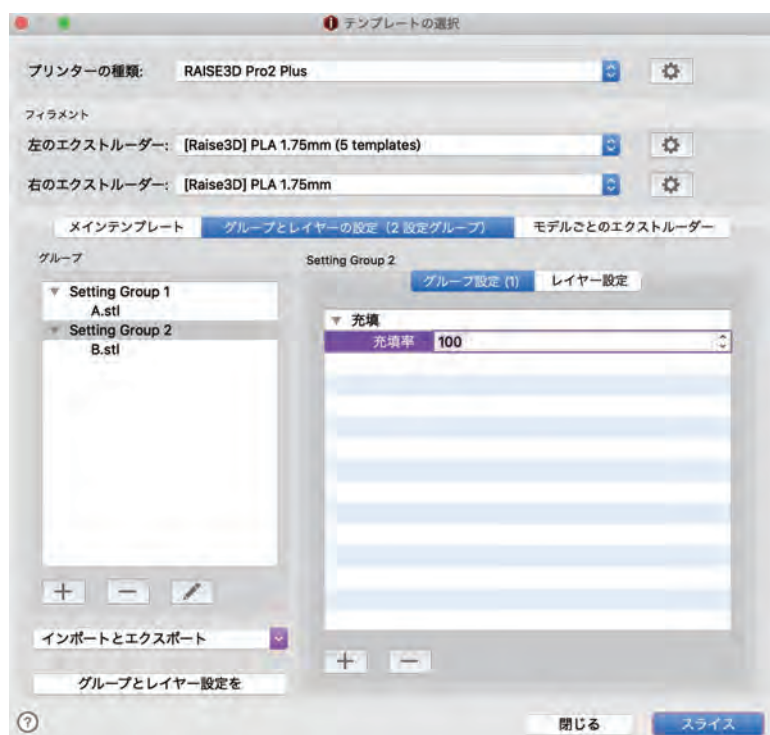 テンプレートの選択
プリンターの種類: RAISE3D Pro2 Plus
フィラメント
左のエクストルーダー: [Raise3D] PLA 1.75mm (5 templates)
右のエクストルーダー: [Raise3D] PLA 1.75mm
メインテンプレート グループとレイヤーの設定（2 設定グループ） モデルごとのエクストルーダー
グループ
Setting Group 1
A.stl
Setting Group 2
B.stl
インポートとエクスポート
グループとレイヤー設定を
Setting Group 2
グループ設定 (1) レイヤー設定
充填
充填率 100
? 閉じる スライス